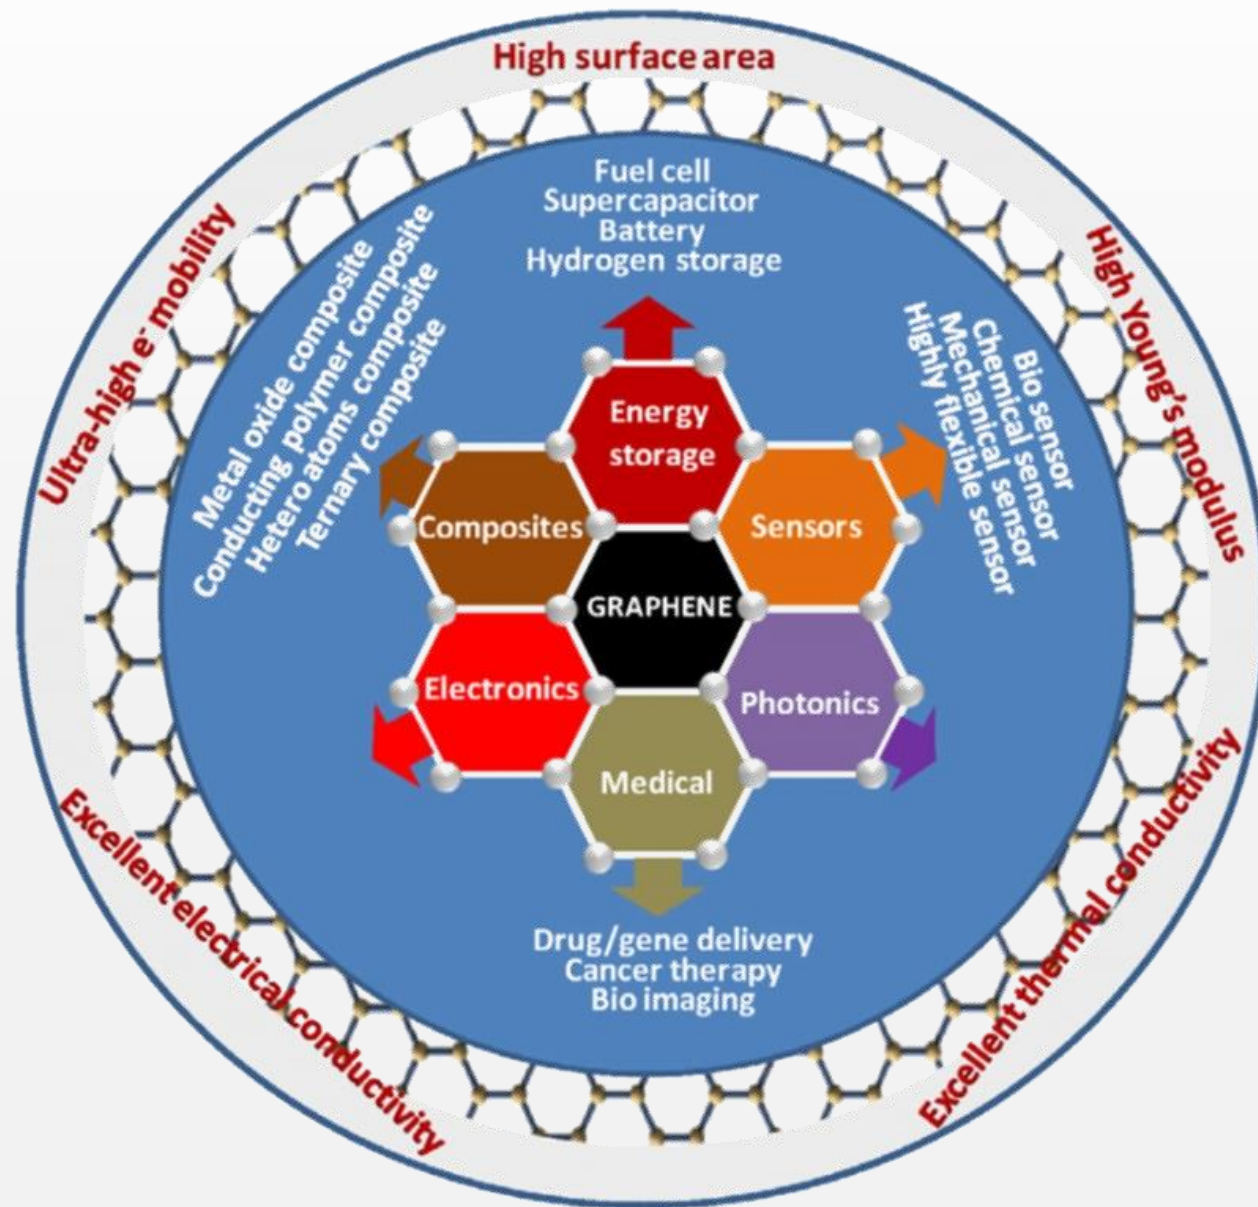 High surface area
Ultra-high e⁻ mobility
High Young's modulus
Excellent electrical conductivity
Excellent thermal conductivity
Fuel cell
Supercapacitor
Battery
Hydrogen storage
Metal oxide composite
Conducting polymer composite
Hetero atoms composite
Ternary composite
Bio sensor
Chemical sensor
Mechanical sensor
Highly flexible sensor
Energy
storage
Composites
Sensors
GRAPHENE
Electronics
Photonics
Medical
Drug/gene delivery
Cancer therapy
Bio imaging